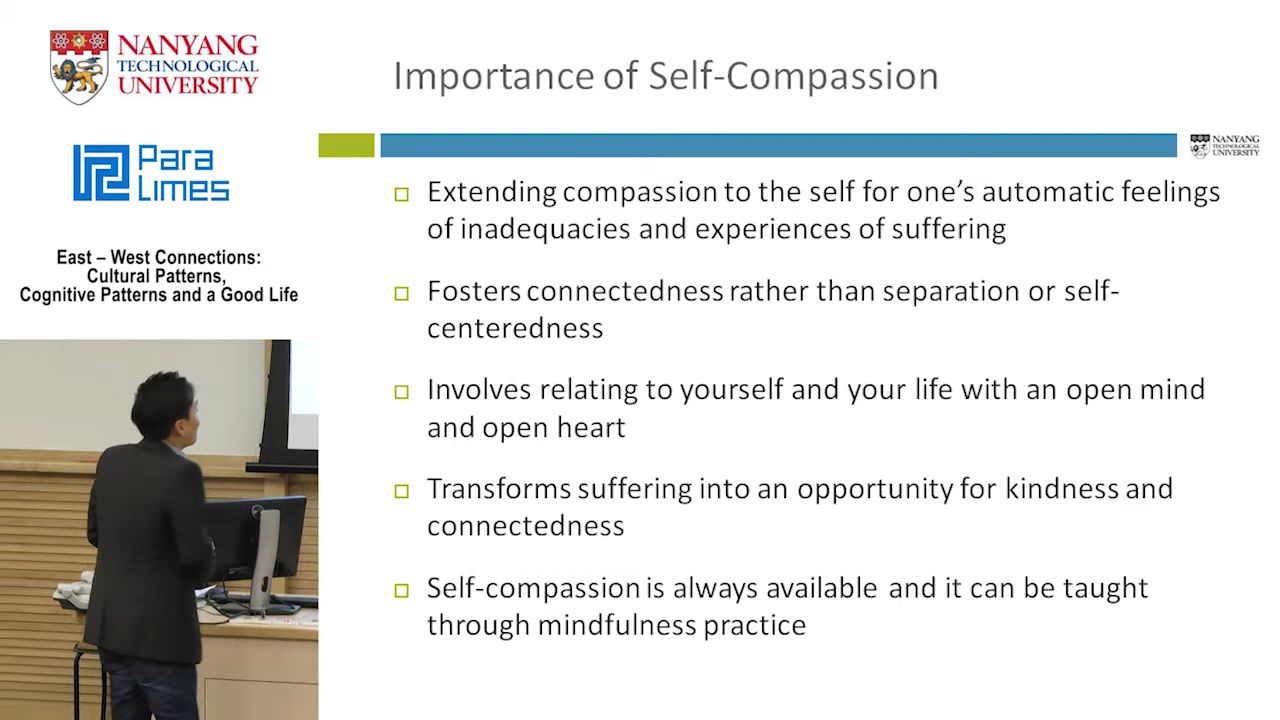 NANYANG
TECHNOLOGICAL
UNIVERSITY
Para
Limes
East – West Connections:
Cultural Patterns,
Cognitive Patterns and a Good Life
Importance of Self-Compassion
NANYANG
TECHNOLOGICAL
UNIVERSITY
Extending compassion to the self for one’s automatic feelings
of inadequacies and experiences of suffering
Fosters connectedness rather than separation or self-
centeredness
Involves relating to yourself and your life with an open mind
and open heart
Transforms suffering into an opportunity for kindness and
connectedness
Self-compassion is always available and it can be taught
through mindfulness practice